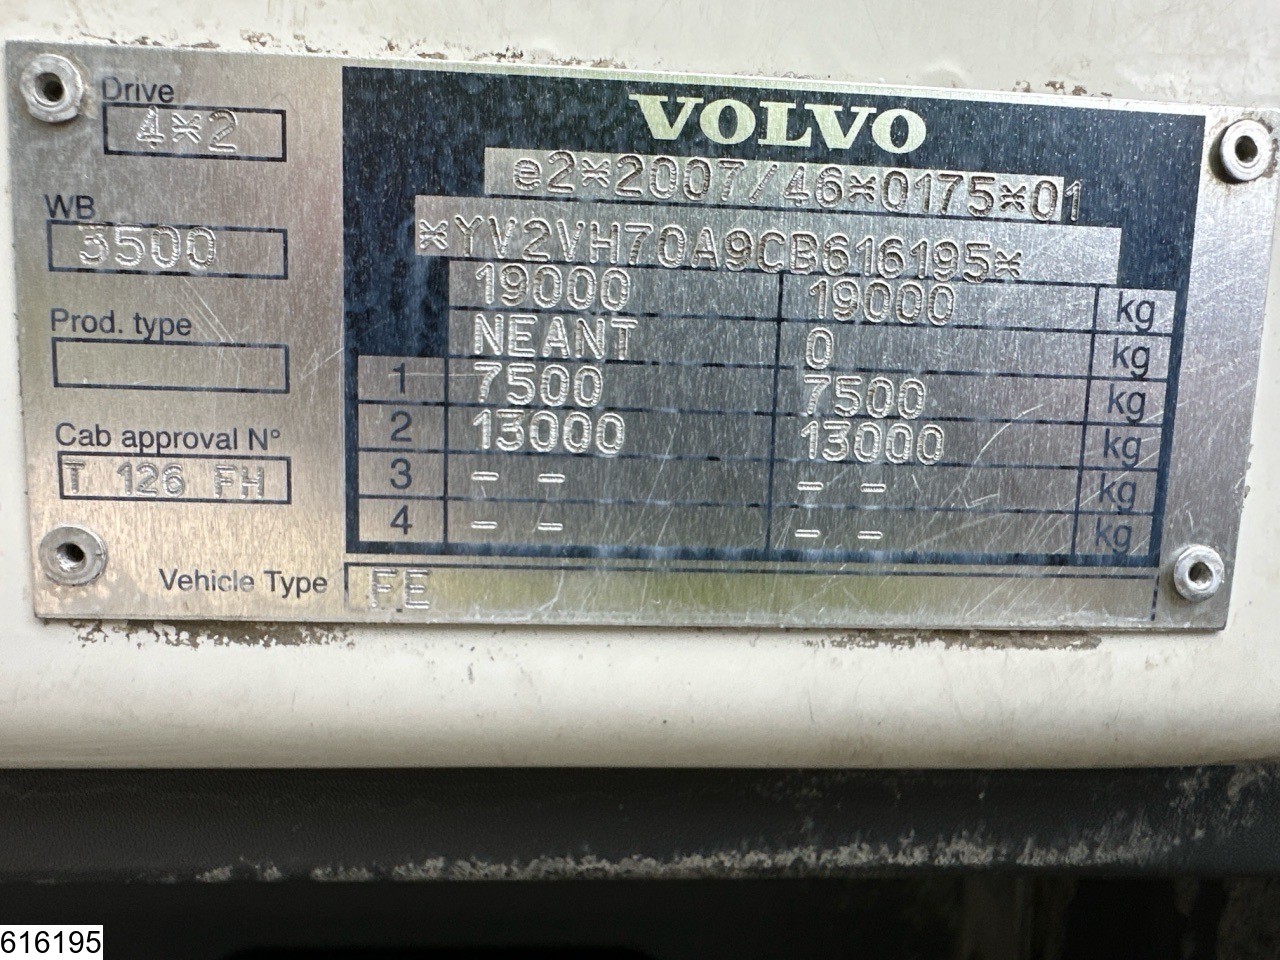 Drive
4*2
WB
3500
Prod. type
Cab approval N°
T 126 FH
VOLVO
e2*2007/46*0175*01
*YV2VH70A9CB616195*
19000 19000 kg
NEANT 0 kg
1 7500 7500 kg
2 13000 13000 kg
3 - - - - kg
4 - - - - kg
Vehicle Type FE
616195